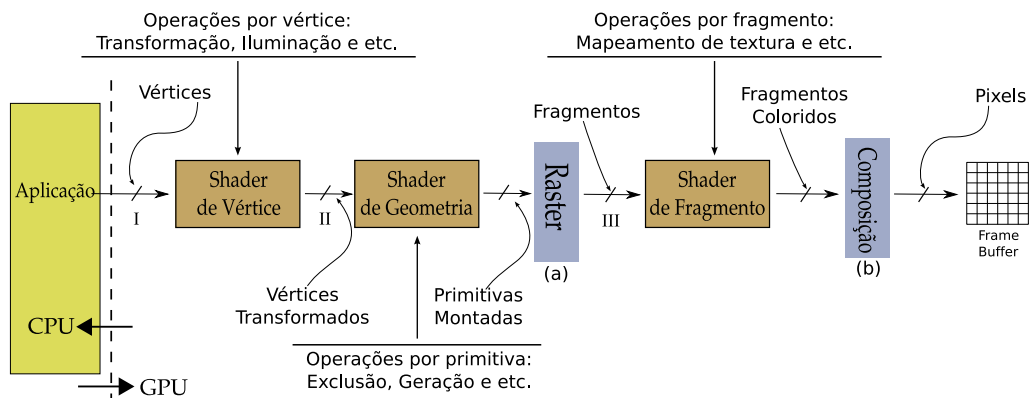 Operações por vértice:
Transformação, Iluminação e etc.
Operações por fragmento:
Mapeamento de textura e etc.
Vértices
Fragmentos
Fragmentos
Coloridos
Pixels
Aplicação
I
Shader
de Vértice
II
Shader
de Geometria
Raster
(a)
III
Shader
de Fragmento
Composição
(b)
Frame
Buffer
Vértices
Transformados
Primitivas
Montadas
CPU
GPU
Operações por primitiva:
Exclusão, Geração e etc.